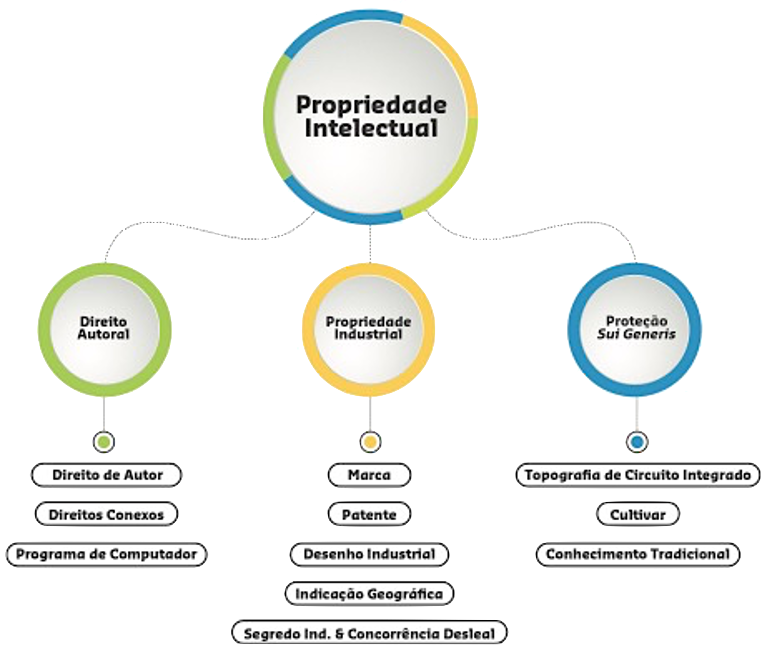 Propriedade
Intelectual
Direito
Autoral
Propriedade
Industrial
Proteção
Sui Generis
Direito de Autor
Direitos Conexos
Programa de Computador
Marca
Patente
Desenho Industrial
Indicação Geográfica
Segredo Ind. & Concorrência Desleal
Topografia de Circuito Integrado
Cultivar
Conhecimento Tradicional